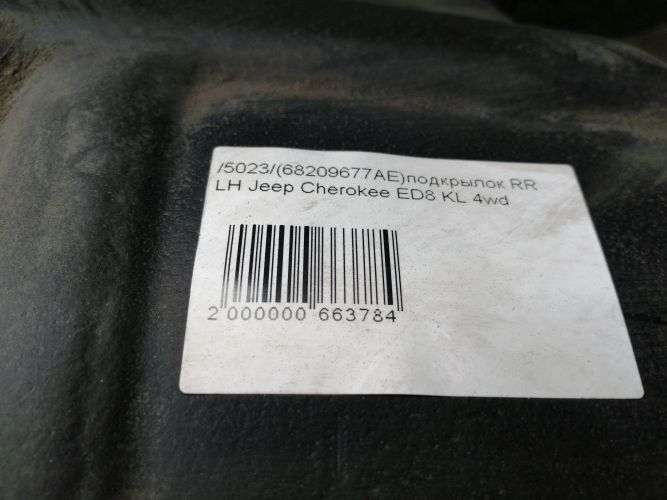 /5023/(68209677AE)подкрылок RR
LH Jeep Cherokee ED8 KL 4wd
2 000000 663784